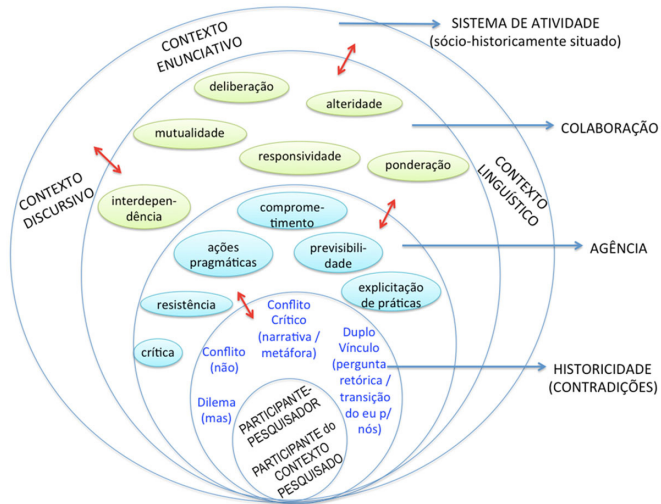 CONTEXTO
ENUNCIATIVO
SISTEMA DE ATIVIDADE
(sócio-historicamente situado)
deliberação
alteridade
mutualidade
COLABORAÇÃO
responsividade
ponderação
CONTEXTO
DISCURSIVO
CONTEXTO
LINGUÍSTICO
interdepen-
dência
comprome-
timento
ações
pragmáticas
previsibili-
dade
AGÊNCIA
explicitação
de práticas
resistência
crítica
Conflito
Crítico
(narrativa /
metáfora)
Conflito
(não)
Dilema
(mas)
Duplo
Vínculo
(pergunta
retórica /
transição
do eu p/
nós)
HISTORICIDADE
(CONTRADIÇÕES)
PARTICIPANTE-
PESQUISADOR
PARTICIPANTE do
CONTEXTO
PESQUISADO